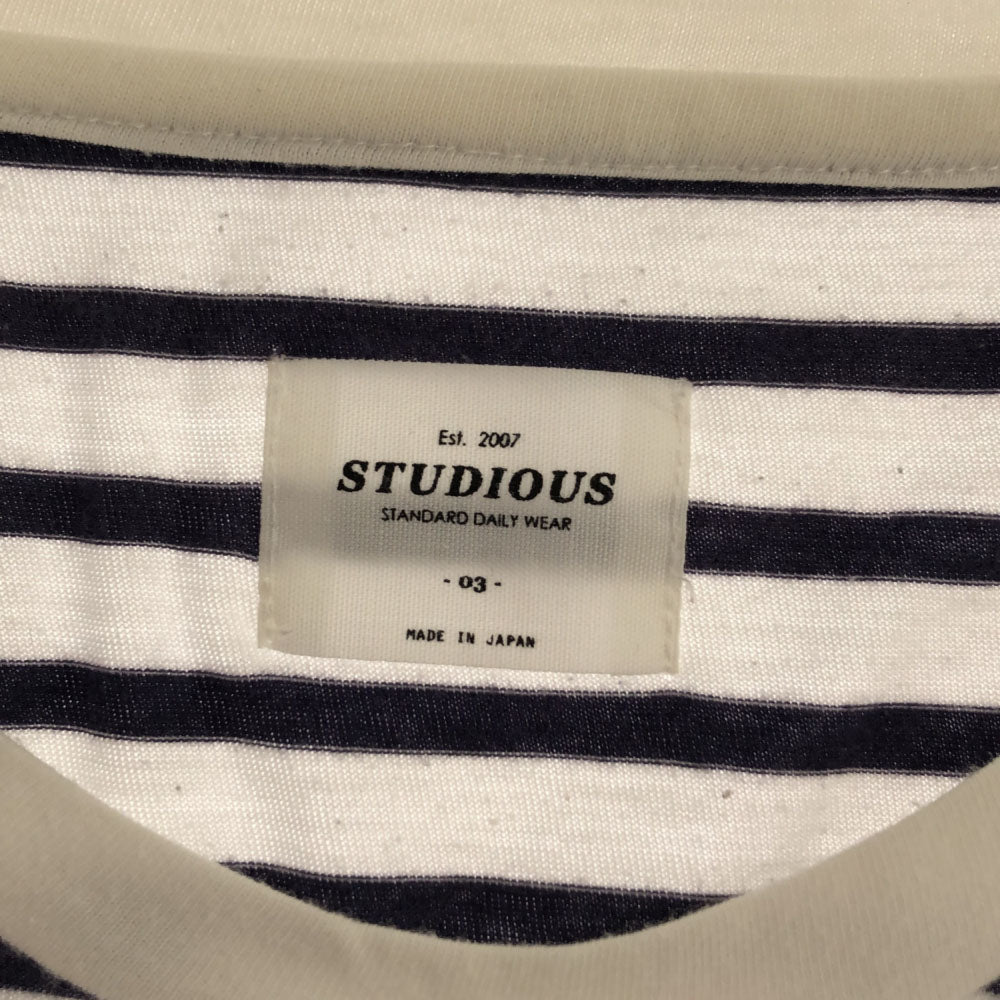 Est. 2007
STUDIOUS
STANDARD DAILY WEAR
- 03 -
MADE IN JAPAN